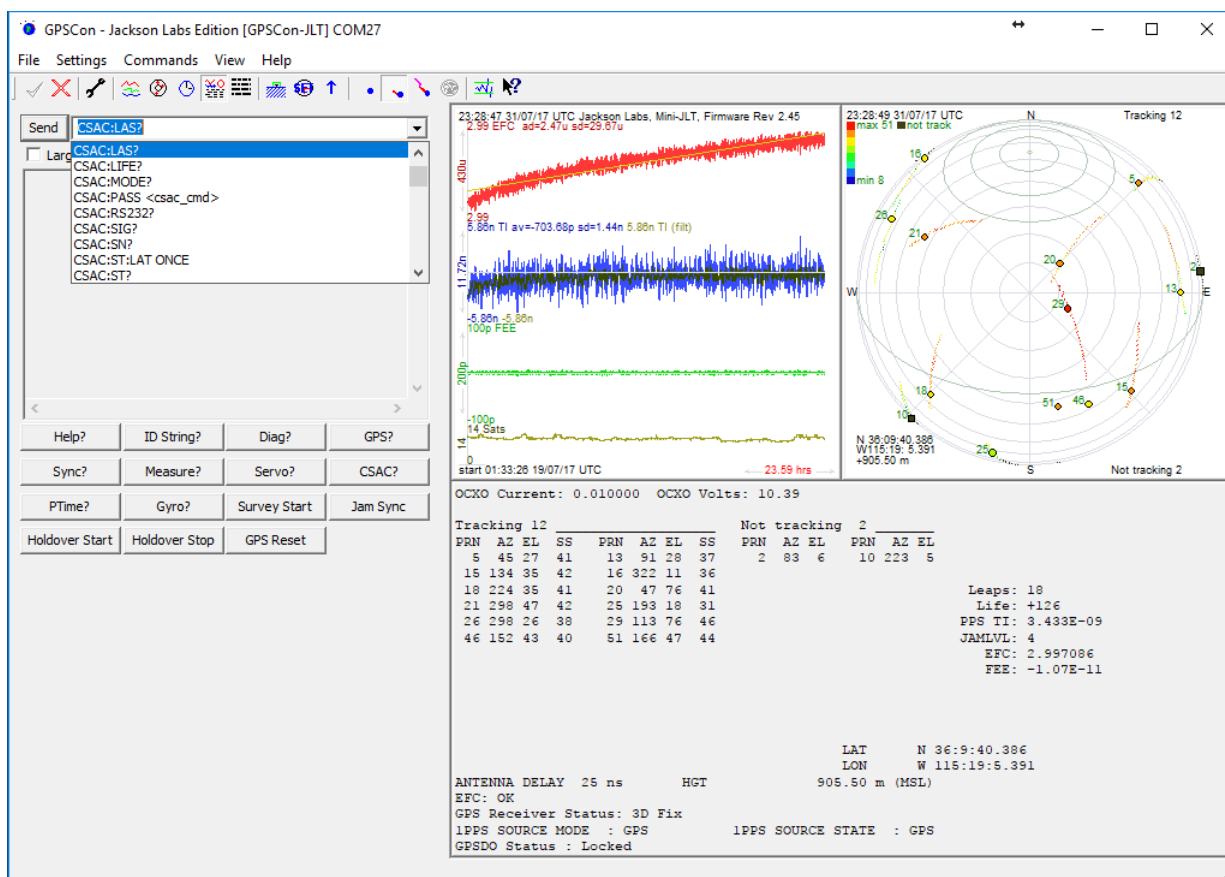 GPSCon - Jackson Labs Edition [GPSCon-JLT] COM27
File Settings Commands View Help
Send CSAC:LAS?
Larg
CSAC:LAS?
CSAC:LIFE?
CSAC:MODE?
CSAC:PASS <csac_cmd>
CSAC:RS232?
CSAC:SIG?
CSAC:SN?
CSAC:ST:LAT ONCE
CSAC:ST?
Help? ID String? Diag? GPS?
Sync? Measure? Servo? CSAC?
PTime? Gyro? Survey Start Jam Sync
Holdover Start Holdover Stop GPS Reset
23:28:47 31/07/17 UTC Jackson Labs, Mini-JLT, Firmware Rev 2.45
2.99 EFC ad=2.47u sd=29.67u
430u
2.99
5.86n TI av=-703.68p sd=1.44n 5.86n TI (filt)
11.72n
-5.86n -5.86n
100p FEE
200p
-100p
14 Sats
14
0
start 01:33:26 19/07/17 UTC 23.59 hrs
23:28:49 31/07/17 UTC N Tracking 12
max 51 not track
min 8
16
5
26
21
20
2
W
13
E
29
18
15
51
46
10
25
N 36:09:40.386
W115:19: 5.391
+905.50 m
S
Not tracking 2
OCXO Current: 0.010000 OCXO Volts: 10.39
Tracking 12 Not tracking 2
PRN AZ EL SS PRN AZ EL SS PRN AZ EL PRN AZ EL
5 45 27 41 13 91 28 37 2 83 6 10 223 5
15 134 35 42 16 322 11 36
18 224 35 41 20 47 76 41 Leaps: 18
21 298 47 42 25 193 18 31 Life: +126
26 298 26 38 29 113 76 46 PPS TI: 3.433E-09
46 152 43 40 51 166 47 44 JAMLVL: 4
EFC: 2.997086
FEE: -1.07E-11
LAT N 36:9:40.386
LON W 115:19:5.391
ANTENNA DELAY 25 ns HGT 905.50 m (MSL)
EFC: OK
GPS Receiver Status: 3D Fix
1PPS SOURCE MODE : GPS 1PPS SOURCE STATE : GPS
GPSDO Status : Locked